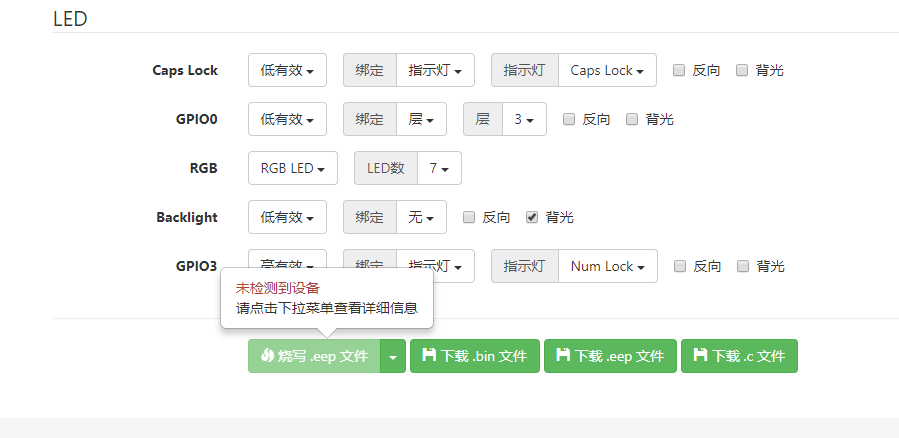 LED
Caps Lock 低有效 绑定 指示灯 指示灯 Caps Lock 反向 背光
GPIO0 低有效 绑定 层 层 3 反向 背光
RGB RGB LED LED数 7
Backlight 低有效 绑定 无 反向 背光
GPIO3 高有效 绑定 指示灯 指示灯 Num Lock 反向 背光
未检测到设备
请点击下拉菜单查看详细信息
烧写 .eep 文件 下载 .bin 文件 下载 .eep 文件 下载 .c 文件